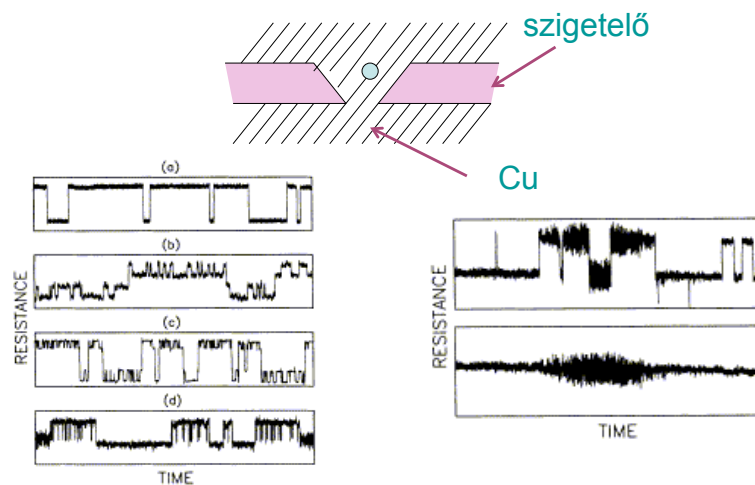 szigetelő
Cu
(a)
(b)
(c)
(d)
RESISTANCE
TIME
RESISTANCE
TIME